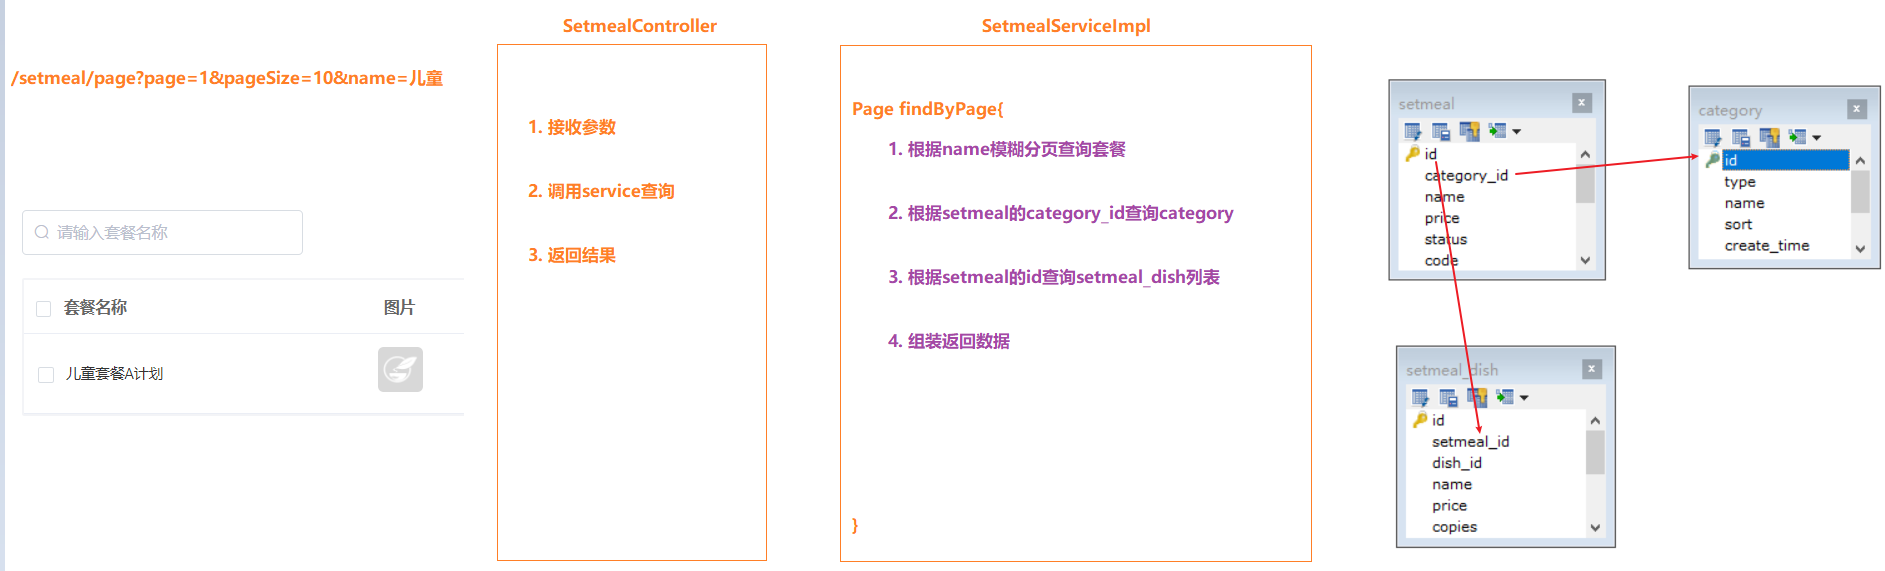 SetmealController
SetmealServiceImpl
/setmeal/page?page=1&pageSize=10&name=儿童
请输入套餐名称
套餐名称
图片
儿童套餐A计划
1. 接收参数
2. 调用service查询
3. 返回结果
Page findByPage{
1. 根据name模糊分页查询套餐
2. 根据setmeal的category_id查询category
3. 根据setmeal的id查询setmeal_dish列表
4. 组装返回数据
}
setmeal
id
category_id
name
price
status
code
category
id
type
name
sort
create_time
setmeal_dish
id
setmeal_id
dish_id
name
price
copies